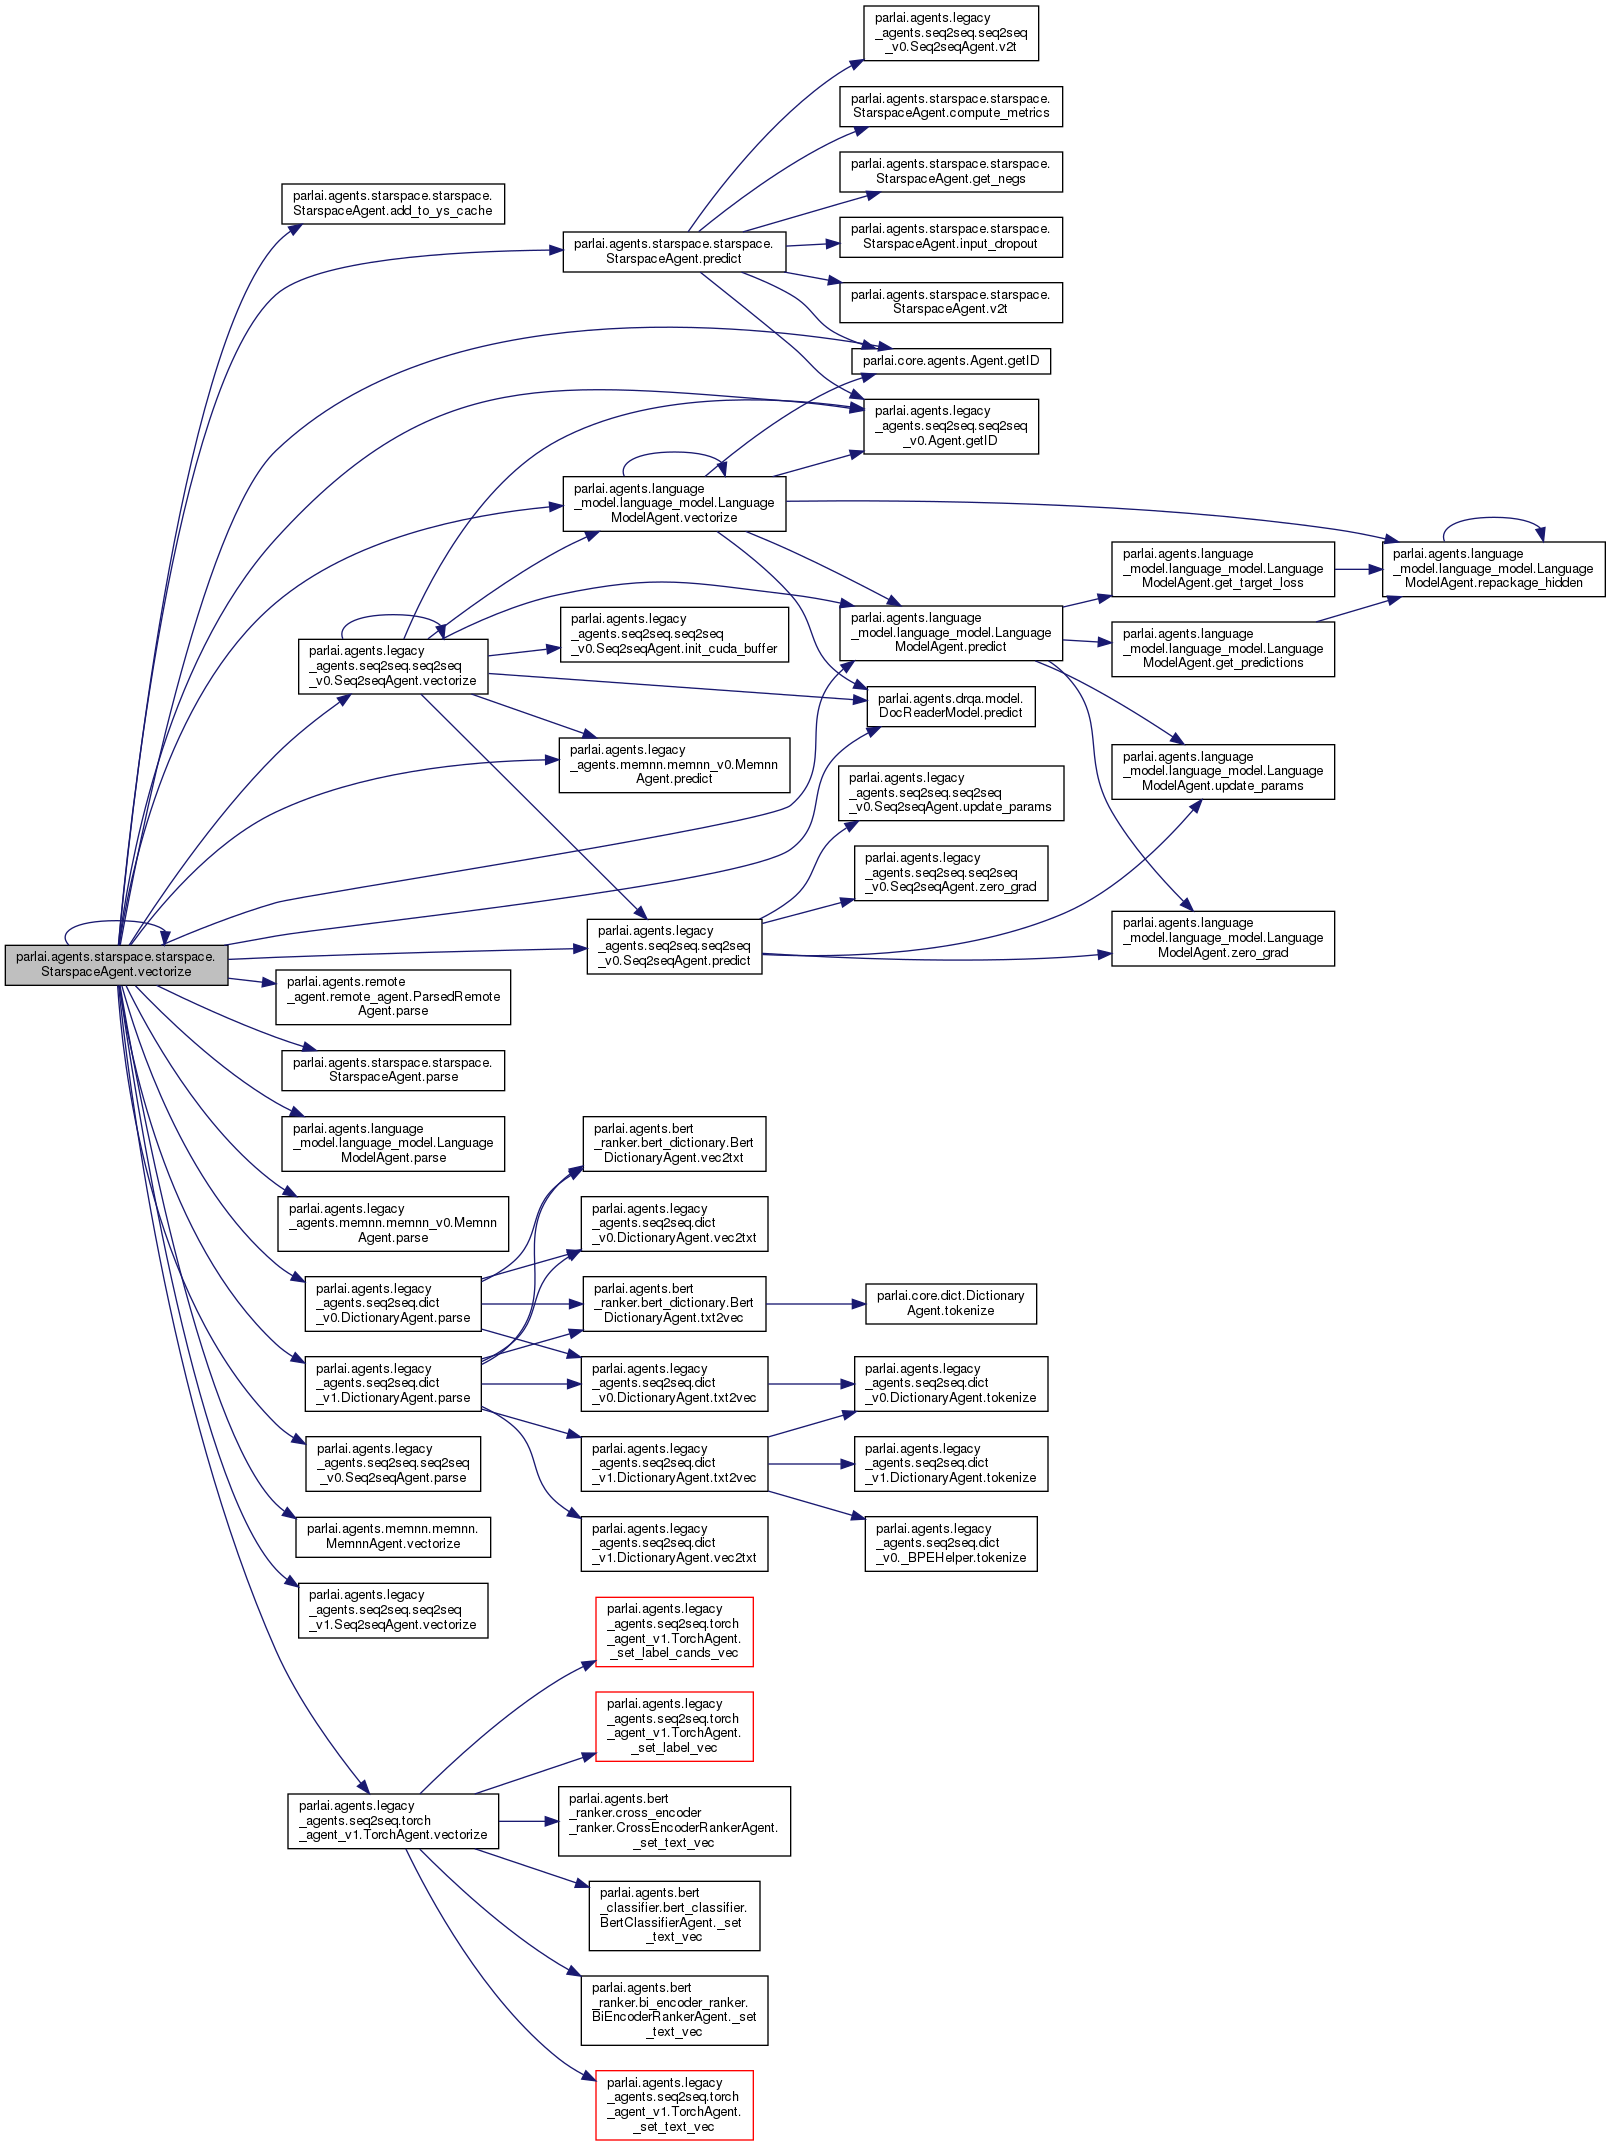 parlai.agents.legacy
_agents.seq2seq.seq2seq
_v0.Seq2seqAgent.v2t
parlai.agents.starspace.starspace.
StarspaceAgent.compute_metrics
parlai.agents.starspace.starspace.
StarspaceAgent.get_negs
parlai.agents.starspace.starspace.
StarspaceAgent.add_to_ys_cache
parlai.agents.starspace.starspace.
StarspaceAgent.input_dropout
parlai.agents.starspace.starspace.
StarspaceAgent.predict
parlai.agents.starspace.starspace.
StarspaceAgent.v2t
parlai.core.agents.Agent.getID
parlai.agents.legacy
_agents.seq2seq.seq2seq
_v0.Agent.getID
parlai.agents.language
_model.language_model.Language
ModelAgent.vectorize
parlai.agents.language
_model.language_model.Language
ModelAgent.get_target_loss
parlai.agents.language
_model.language_model.Language
ModelAgent.repackage_hidden
parlai.agents.legacy
_agents.seq2seq.seq2seq
_v0.Seq2seqAgent.init_cuda_buffer
parlai.agents.language
_model.language_model.Language
ModelAgent.predict
parlai.agents.language
_model.language_model.Language
ModelAgent.get_predictions
parlai.agents.legacy
_agents.seq2seq.seq2seq
_v0.Seq2seqAgent.vectorize
parlai.agents.drqa.model.
DocReaderModel.predict
parlai.agents.legacy
_agents.memnn.memnn_v0.Memnn
Agent.predict
parlai.agents.language
_model.language_model.Language
ModelAgent.update_params
parlai.agents.legacy
_agents.seq2seq.seq2seq
_v0.Seq2seqAgent.update_params
parlai.agents.legacy
_agents.seq2seq.seq2seq
_v0.Seq2seqAgent.zero_grad
parlai.agents.legacy
_agents.seq2seq.seq2seq
_v0.Seq2seqAgent.predict
parlai.agents.language
_model.language_model.Language
ModelAgent.zero_grad
parlai.agents.starspace.starspace.
StarspaceAgent.vectorize
parlai.agents.remote
_agent.remote_agent.ParsedRemote
Agent.parse
parlai.agents.starspace.starspace.
StarspaceAgent.parse
parlai.agents.language
_model.language_model.Language
ModelAgent.parse
parlai.agents.bert
_ranker.bert_dictionary.Bert
DictionaryAgent.vec2txt
parlai.agents.legacy
_agents.memnn.memnn_v0.Memnn
Agent.parse
parlai.agents.legacy
_agents.seq2seq.dict
_v0.DictionaryAgent.vec2txt
parlai.agents.legacy
_agents.seq2seq.dict
_v0.DictionaryAgent.parse
parlai.agents.bert
_ranker.bert_dictionary.Bert
DictionaryAgent.txt2vec
parlai.core.dict.Dictionary
Agent.tokenize
parlai.agents.legacy
_agents.seq2seq.dict
_v1.DictionaryAgent.parse
parlai.agents.legacy
_agents.seq2seq.dict
_v0.DictionaryAgent.txt2vec
parlai.agents.legacy
_agents.seq2seq.dict
_v0.DictionaryAgent.tokenize
parlai.agents.legacy
_agents.seq2seq.seq2seq
_v0.Seq2seqAgent.parse
parlai.agents.legacy
_agents.seq2seq.dict
_v1.DictionaryAgent.txt2vec
parlai.agents.legacy
_agents.seq2seq.dict
_v1.DictionaryAgent.tokenize
parlai.agents.memnn.memnn.
MemnnAgent.vectorize
parlai.agents.legacy
_agents.seq2seq.dict
_v1.DictionaryAgent.vec2txt
parlai.agents.legacy
_agents.seq2seq.dict
_v0._BPEHelper.tokenize
parlai.agents.legacy
_agents.seq2seq.seq2seq
_v1.Seq2seqAgent.vectorize
parlai.agents.legacy
_agents.seq2seq.torch
_agent_v1.TorchAgent.
_set_label_cands_vec
parlai.agents.legacy
_agents.seq2seq.torch
_agent_v1.TorchAgent.
_set_label_vec
parlai.agents.legacy
_agents.seq2seq.torch
_agent_v1.TorchAgent.vectorize
parlai.agents.bert
_ranker.cross_encoder
_ranker.CrossEncoderRankerAgent.
_set_text_vec
parlai.agents.bert
_classifier.bert_classifier.
BertClassifierAgent._set
_text_vec
parlai.agents.bert
_ranker.bi_encoder_ranker.
BiEncoderRankerAgent._set
_text_vec
parlai.agents.legacy
_agents.seq2seq.torch
_agent_v1.TorchAgent.
_set_text_vec